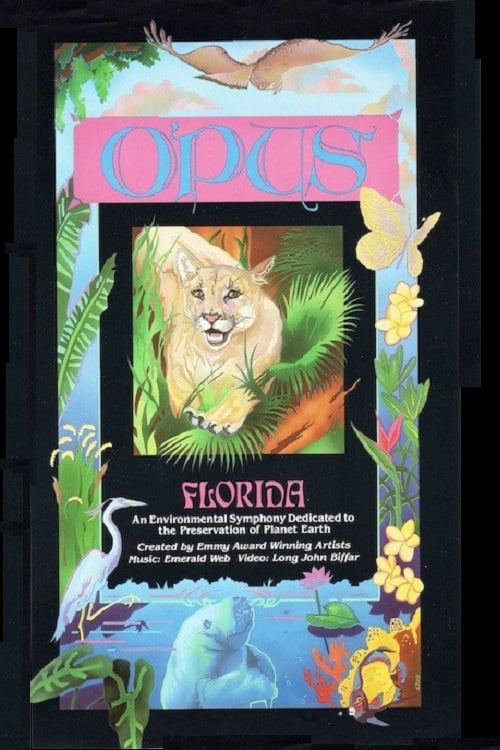 O'PUS
FLORIDA
An Environmental Symphony Dedicated to
the Preservation of Planet Earth
Created by Emmy Award Winning Artists
Music: Emerald Web Video: Long John Biffar